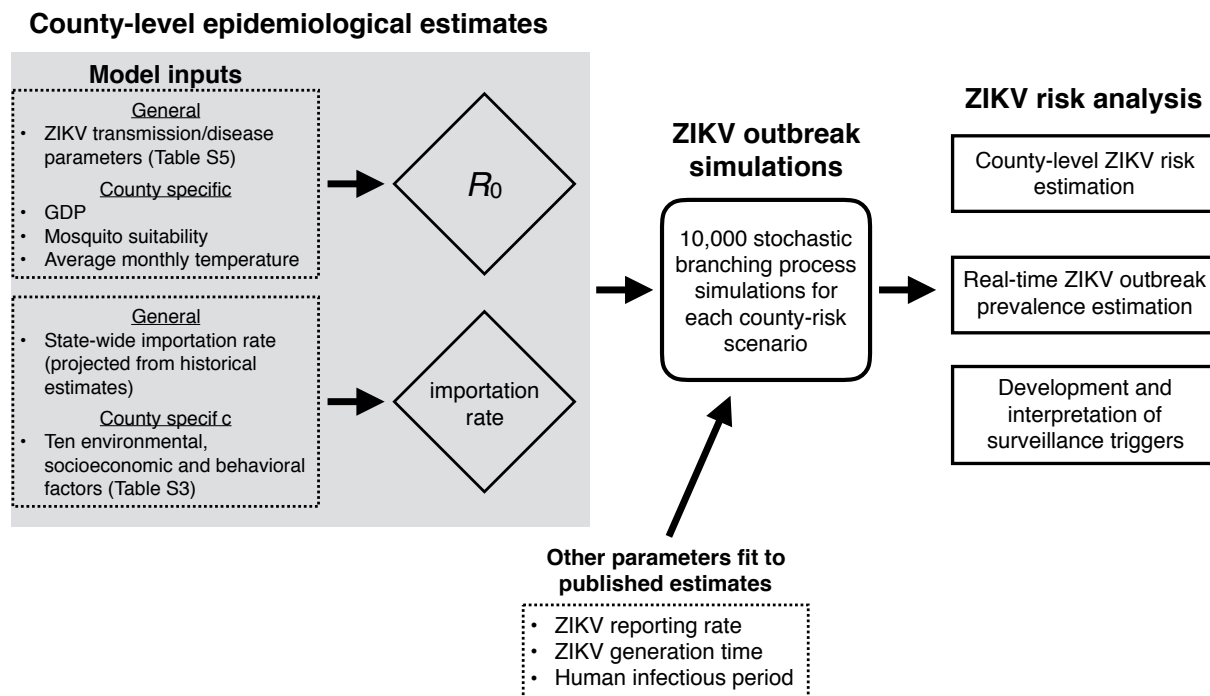 County-level epidemiological estimates
Model inputs
General
• ZIKV transmission/disease
parameters (Table S5)
County specific
• GDP
• Mosquito suitability
• Average monthly temperature
R0
General
• State-wide importation rate
(projected from historical
estimates)
County specif c
• Ten environmental,
socioeconomic and behavioral
factors (Table S3)
importation
rate
ZIKV outbreak
simulations
10,000 stochastic
branching process
simulations for
each county-risk
scenario
Other parameters fit to
published estimates
• ZIKV reporting rate
• ZIKV generation time
• Human infectious period
ZIKV risk analysis
County-level ZIKV risk
estimation
Real-time ZIKV outbreak
prevalence estimation
Development and
interpretation of
surveillance triggers